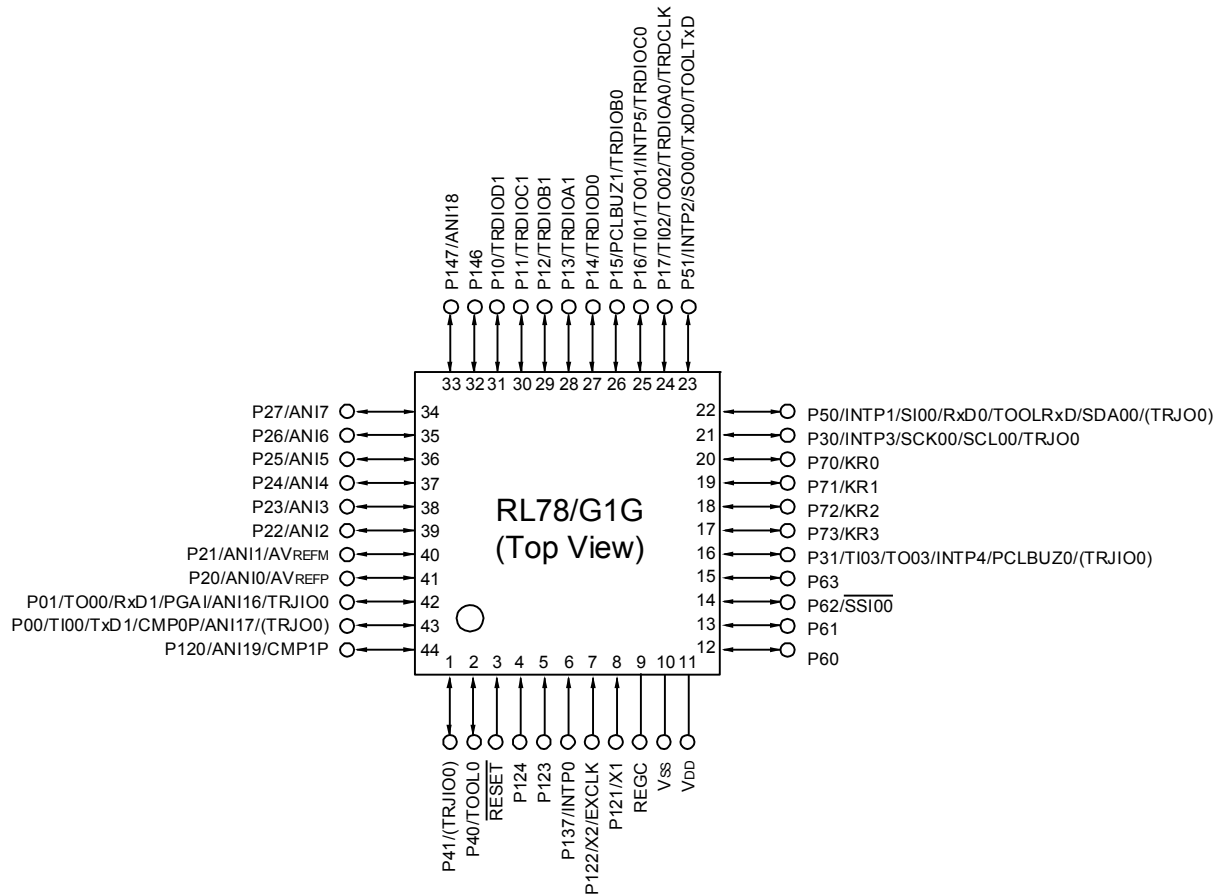 P147/ANI18
P146
P10/TRDIOD1
P11/TRDIOC1
P12/TRDIOB1
P13/TRDIOA1
P14/TRDIOD0
P15/PCLBUZ1/TRDIOB0
P16/TI01/TO01/INTP5/TRDIOC0
P17/TI02/TO02/TRDIOA0/TRDCLK
P51/INTP2/SO00/TxD0/TOOLTxD
33 32 31 30 29 28 27 26 25 24 23
P27/ANI7 34
P26/ANI6 35
P25/ANI5 36
P24/ANI4 37
P23/ANI3 38
P22/ANI2 39
P21/ANI1/AVREFM 40
P20/ANI0/AVREFP 41
P01/TO00/RxD1/PGAI/ANI16/TRJIO0 42
P00/TI00/TxD1/CMP0P/ANI17/(TRJO0) 43
P120/ANI19/CMP1P 44
RL78/G1G
(Top View)
22 P50/INTP1/SI00/RxD0/TOOLRxD/SDA00/(TRJO0)
21 P30/INTP3/SCK00/SCL00/TRJO0
20 P70/KR0
19 P71/KR1
18 P72/KR2
17 P73/KR3
16 P31/TI03/TO03/INTP4/PCLBUZ0/(TRJIO0)
15 P63
14 P62/SSI00
13 P61
12 P60
1 2 3 4 5 6 7 8 9 10 11
P41/(TRJIO0)
P40/TOOL0
RESET
P124
P123
P137/INTP0
P122/X2/EXCLK
P121/X1
REGC
VSS
VDD